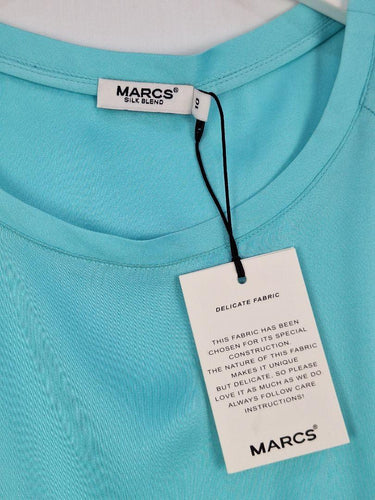 MARCS®
SILK BLEND
10
DELICATE FABRIC
THIS FABRIC HAS BEEN
CHOSEN FOR ITS SPECIAL
CONSTRUCTION.
THE NATURE OF THIS FABRIC
MAKES IT UNIQUE
BUT DELICATE, SO PLEASE
LOVE IT AS MUCH AS WE DO.
ALWAYS FOLLOW CARE
INSTRUCTIONS!
MARCS®